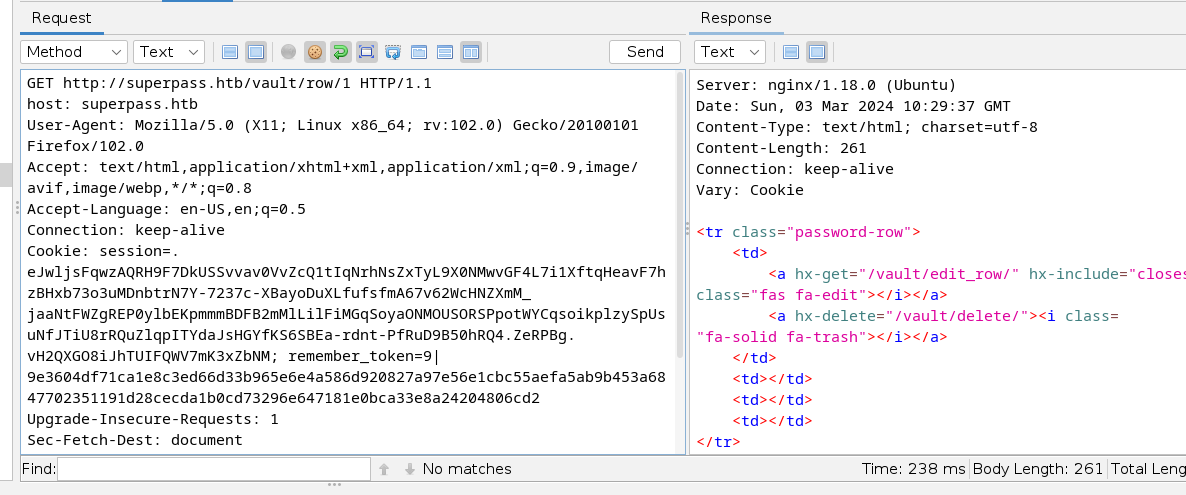 Request
Method
Text
Send
GET http://superpass.htb/vault/row/1 HTTP/1.1
host: superpass.htb
User-Agent: Mozilla/5.0 (X11; Linux x86_64; rv:102.0) Gecko/20100101
Firefox/102.0
Accept: text/html,application/xhtml+xml,application/xml;q=0.9,image/
avif,image/webp,*/*;q=0.8
Accept-Language: en-US,en;q=0.5
Connection: keep-alive
Cookie: session=.
eJwljsFqwzAQRH9F7DkUSSvvav0VvZcQ1tIqNrhNsZxTyL9X0NMwvGF4L7i1XftqHeavF7h
zBHxb73o3uMDnbtrN7Y-7237c-XBayoDuXLfufsfmA67v62WcHNZXmM_
jaaNtFWZgREP0ylbEKpmmmBDFB2mMlLilFiMGqSoyaONMOUSORSPpotWYCqsoikplzySpUs
uNfJTiU8rRQuZlqpITYdaJsHGYfKS6SBEa-rdnt-PfRuD9B50hRQ4.ZeRPBg.
vH2QXGO8iJhTUIFQWV7mK3xZbNM; remember_token=9|
9e3604df71ca1e8c3ed66d33b965e6e4a586d920827a97e56e1cbc55aefa5ab9b453a68
47702351191d28cecda1b0cd73296e647181e0bca33e8a24204806cd2
Upgrade-Insecure-Requests: 1
Sec-Fetch-Dest: document
Find:
No matches
Response
Text
Server: nginx/1.18.0 (Ubuntu)
Date: Sun, 03 Mar 2024 10:29:37 GMT
Content-Type: text/html; charset=utf-8
Content-Length: 261
Connection: keep-alive
Vary: Cookie
<tr class="password-row">
<td>
<a hx-get="/vault/edit_row/" hx-include="closes
class="fas fa-edit"></i></a>
<a hx-delete="/vault/delete/"><i class=
"fa-solid fa-trash"></i></a>
</td>
<td></td>
<td></td>
<td></td>
</tr>
Time: 238 ms
Body Length: 261
Total Leng